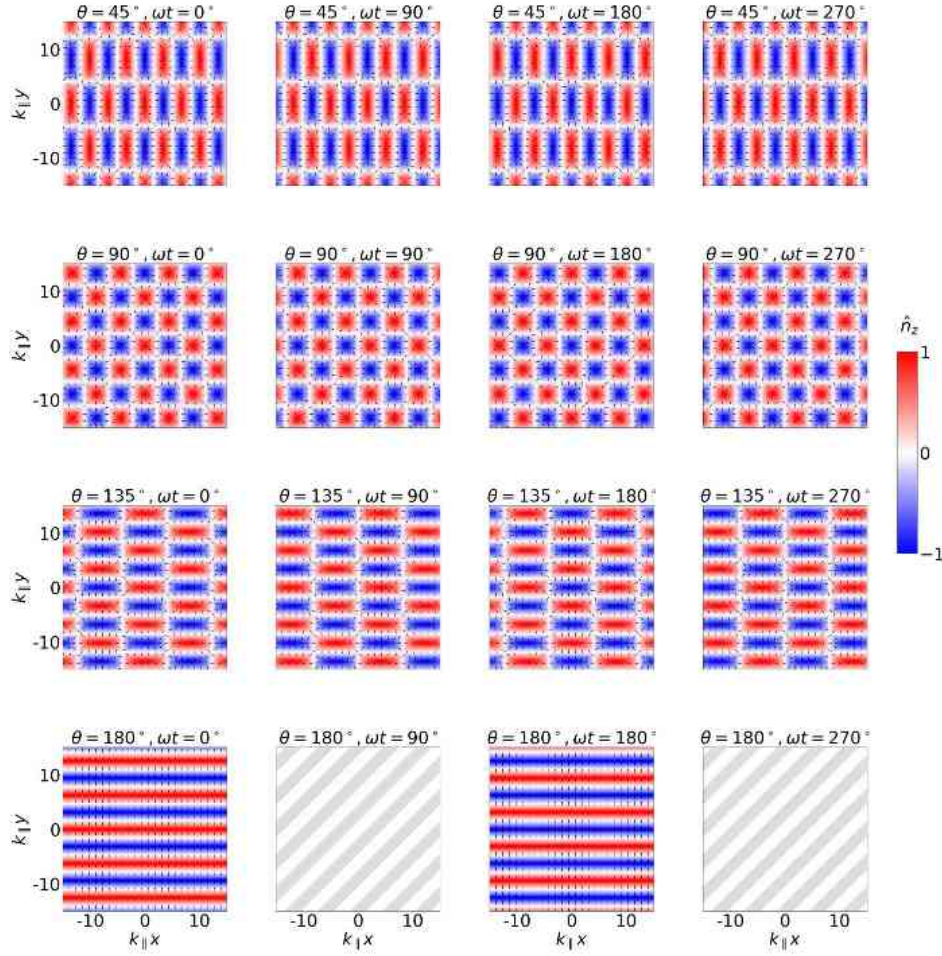 θ = 45°, ωt = 0° θ = 45°, ωt = 90° θ = 45°, ωt = 180° θ = 45°, ωt = 270°
10
k∥y 0
-10
θ = 90°, ωt = 0° θ = 90°, ωt = 90° θ = 90°, ωt = 180° θ = 90°, ωt = 270°
n̂z
10
1
k∥y 0
0
-10
θ = 135°, ωt = 0° θ = 135°, ωt = 90° θ = 135°, ωt = 180° θ = 135°, ωt = 270°
−1
10
k∥y 0
-10
θ = 180°, ωt = 0° θ = 180°, ωt = 90° θ = 180°, ωt = 180° θ = 180°, ωt = 270°
10
k∥y 0
-10
-10 0 10 -10 0 10 -10 0 10 -10 0 10
k∥x k∥x k∥x k∥x